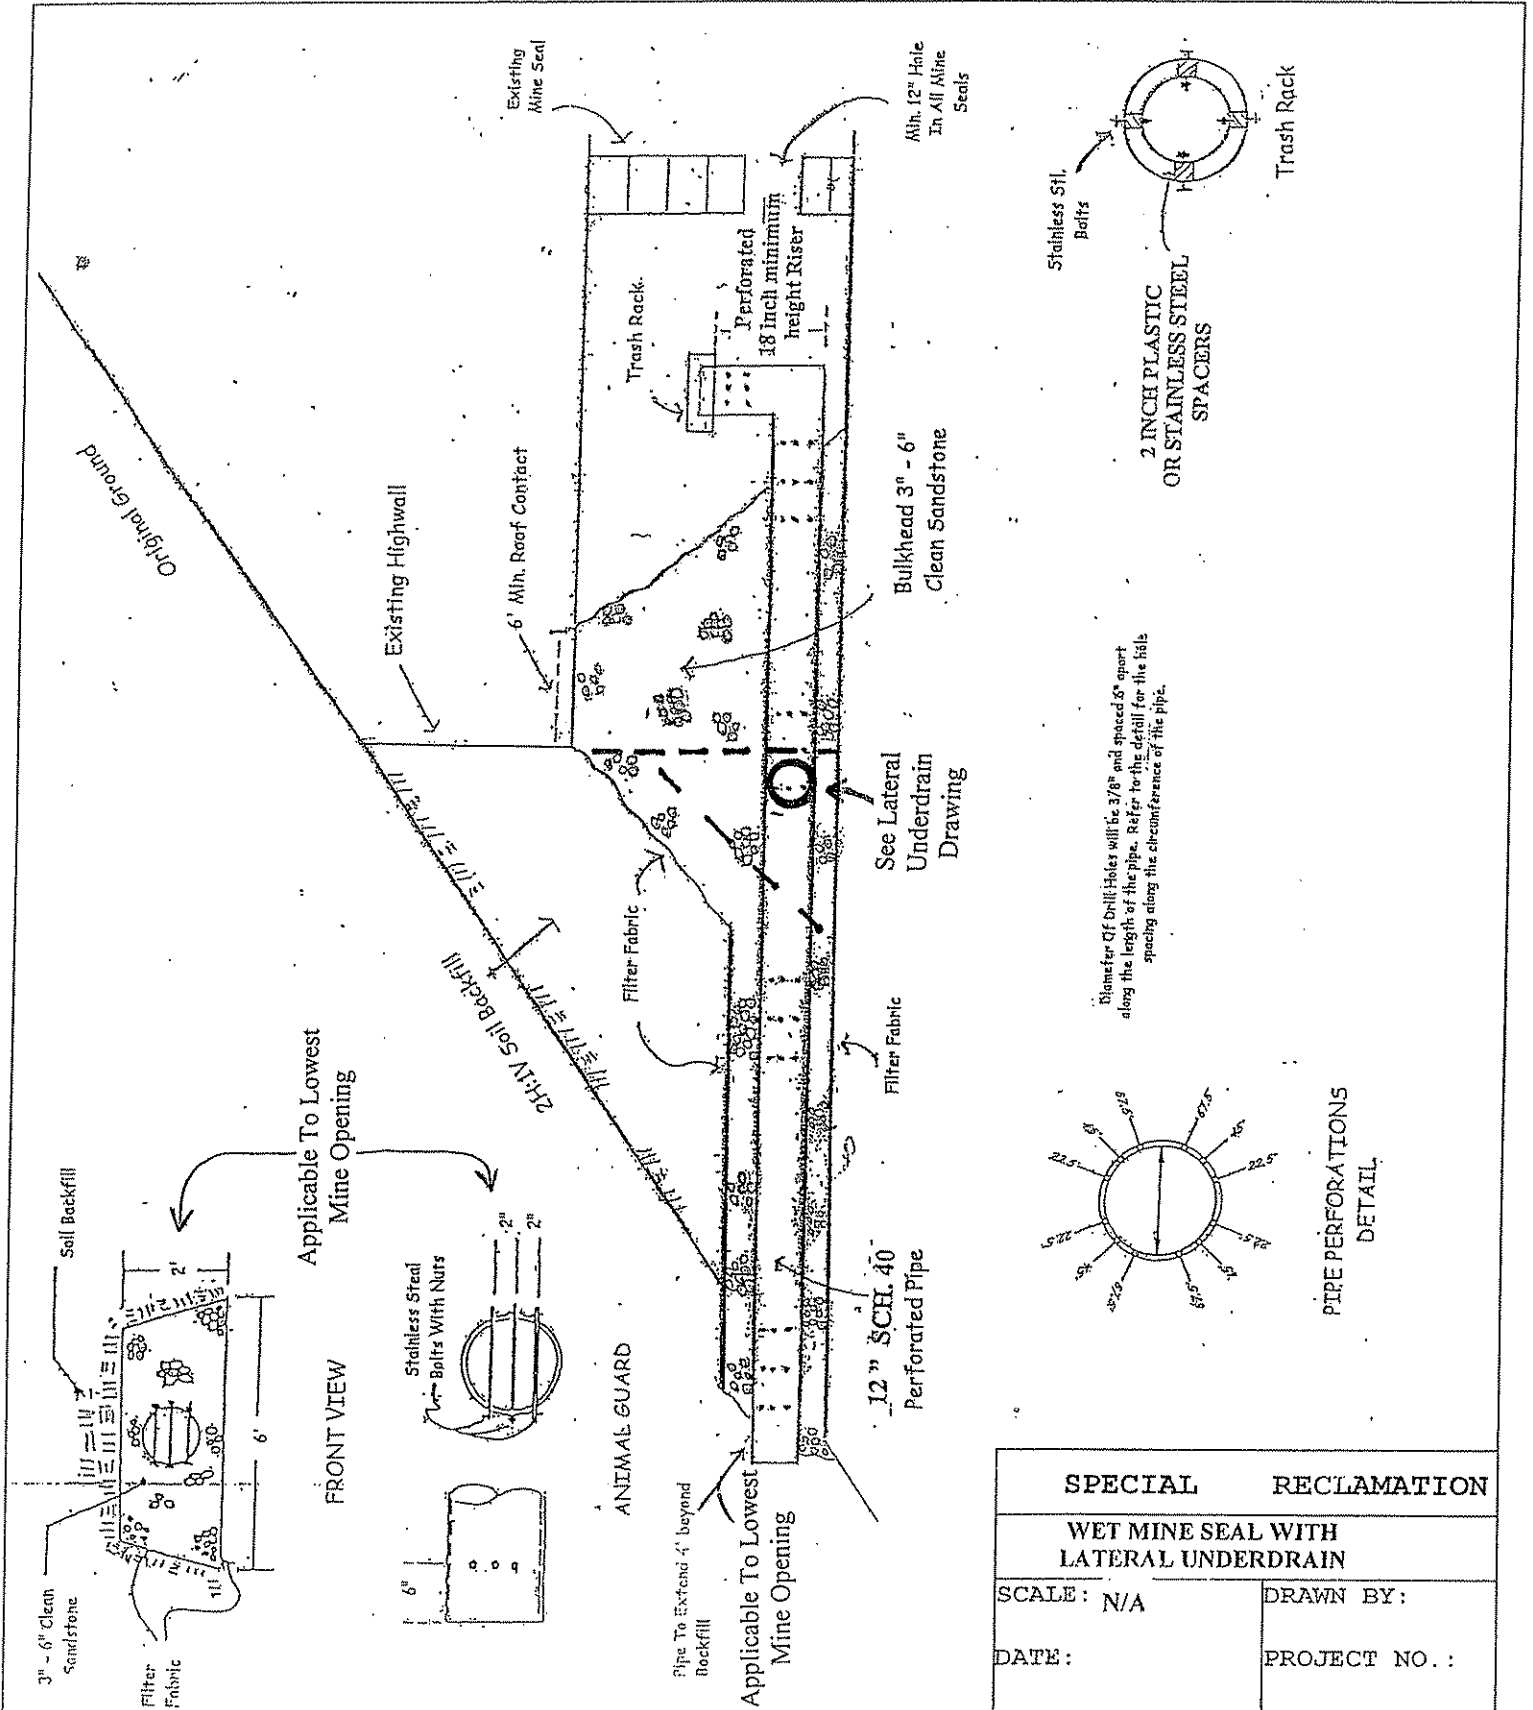 3" - 6" Clean
Sandstone
Filter
Fabric
Soil Backfill
2'
6'
FRONT VIEW
Applicable To Lowest
Mine Opening
6"
Stainless Steal
Bolts With Nuts
2"
2"
ANIMAL GUARD
Pipe To Extend 4' beyond
Backfill
Applicable To Lowest
Mine Opening
Original Ground
2H:1V Soil Backfill
Existing Highwall
6' Min. Roof Contact
Filter Fabric
Filter Fabric
12" SCH. 40
Perforated Pipe
See Lateral
Underdrain
Drawing
Bulkhead 3" - 6"
Clean Sandstone
Trash Rack
Perforated
18 inch minimum
height Riser
Existing
Mine Seal
Min. 12" Hole
In All Mine
Seals
Stainless Stl.
Bolts
2 INCH PLASTIC
OR STAINLESS STEEL
SPACERS
Trash Rack
Diameter Of Drill Holes will be 3/8" and spaced apart
along the length of the pipe. Refer to the detail for the hole
spacing along the circumference of the pipe.
22.5°
45°
67.5
67.5
45°
22.5°
22.5
45°
67.5
67.5
45°
22.5
PIPE PERFORATIONS
DETAIL
SPECIAL RECLAMATION
WET MINE SEAL WITH
LATERAL UNDERDRAIN
SCALE: N/A
DRAWN BY:
DATE:
PROJECT NO.: